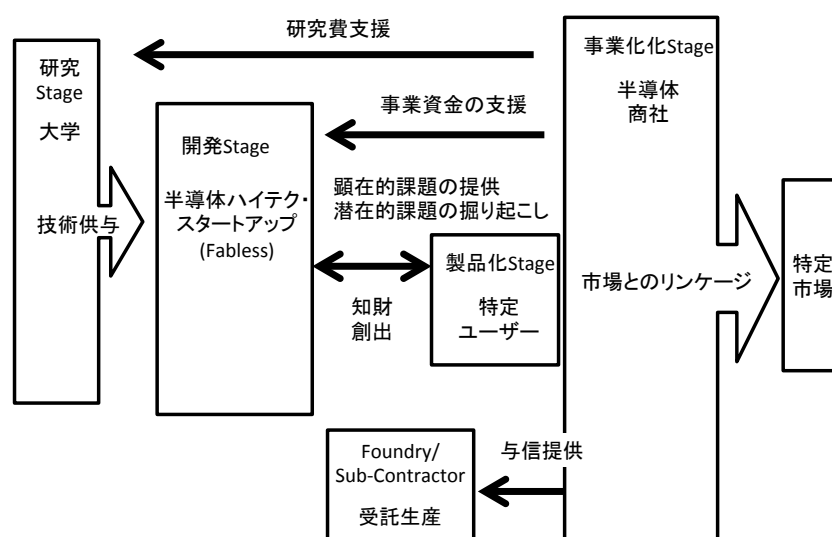 研究費支援
研究
Stage
大学
技術供与
開発Stage
半導体ハイテク・
スタートアップ
(Fabless)
事業資金の支援
顕在的課題の提供
潜在的課題の掘り起こし
知財
創出
製品化Stage
特定
ユーザー
事業化化Stage
半導体
商社
市場とのリンケージ
特定
市場
Foundry/
Sub-Contractor
受託生産
与信提供